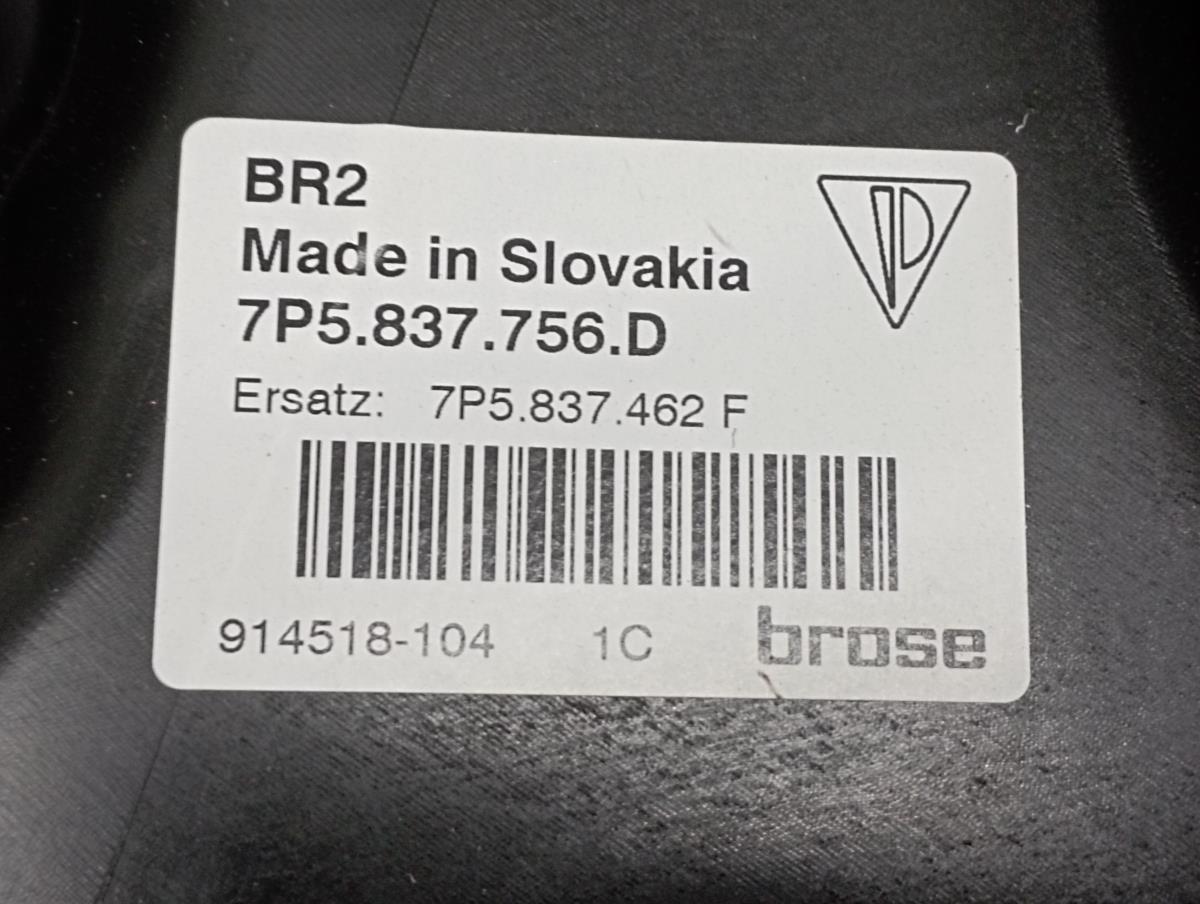 BR2
Made in Slovakia
7P5.837.756.D
Ersatz: 7P5.837.462 F
914518-104 1C brose